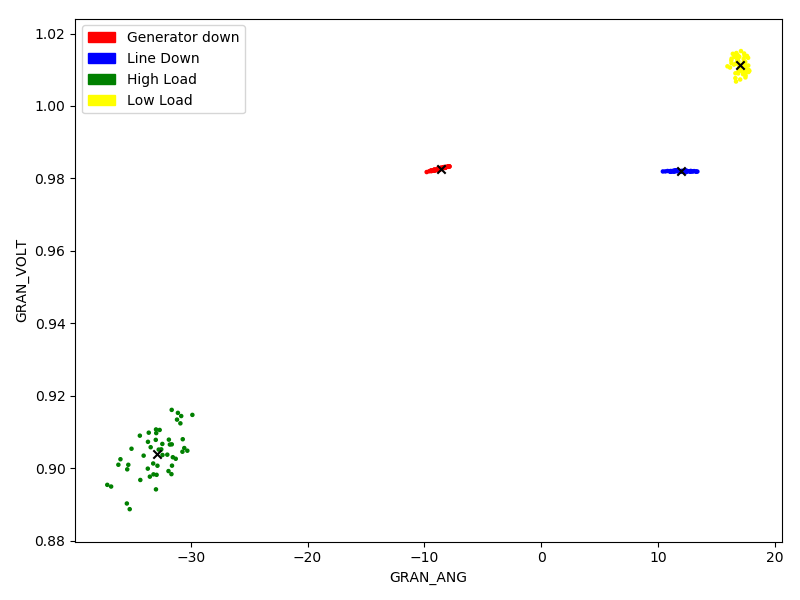 Generator down
Line Down
High Load
Low Load
1.02
1.00
0.98
0.96
0.94
0.92
0.90
0.88
GRAN_VOLT
−30 −20 −10 0 10 20
GRAN_ANG